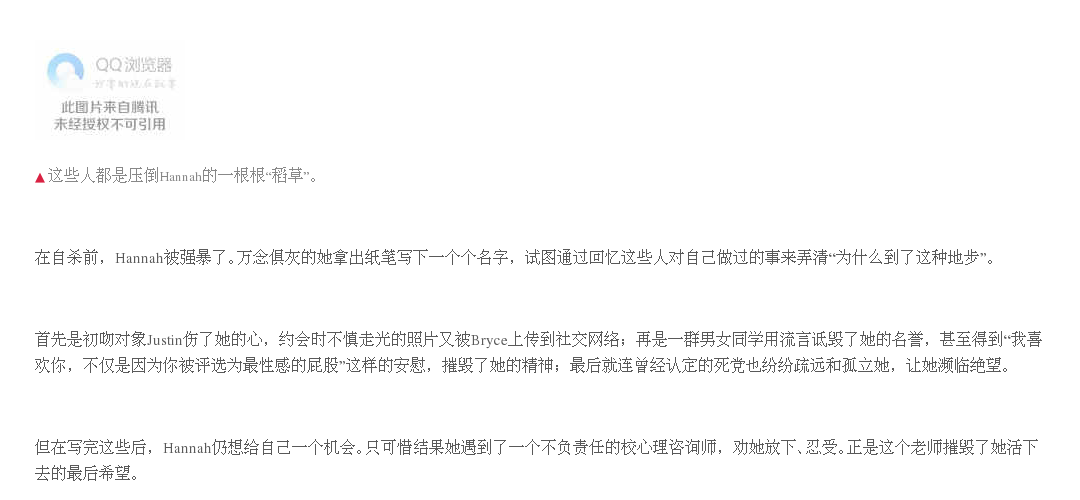 QQ浏览器
此图片来自腾讯
未经授权不可引用
▲这些人都是压倒Hannah的一根根“稻草”。
在自杀前，Hannah被强暴了。万念俱灰的她拿出纸笔写下一个个名字，试图通过回忆这些人对自己做过的事来弄清“为什么到了这种地步”。
首先是初吻对象Justin伤了她的心，约会时不慎走光的照片又被Bryce上传到社交网络；再是一群男女同学用流言诋毁了她的名誉，甚至得到“我喜
欢你，不仅是因为你被评选为最性感的屁股”这样的安慰，摧毁了她的精神；最后就连曾经认定的死党也纷纷疏远和孤立她，让她濒临绝望。
但在写完这些后，Hannah仍想给自己一个机会。只可惜结果她遇到了一个不负责任的校心理咨询师，劝她放下、忍受。正是这个老师摧毁了她活下
去的最后希望。